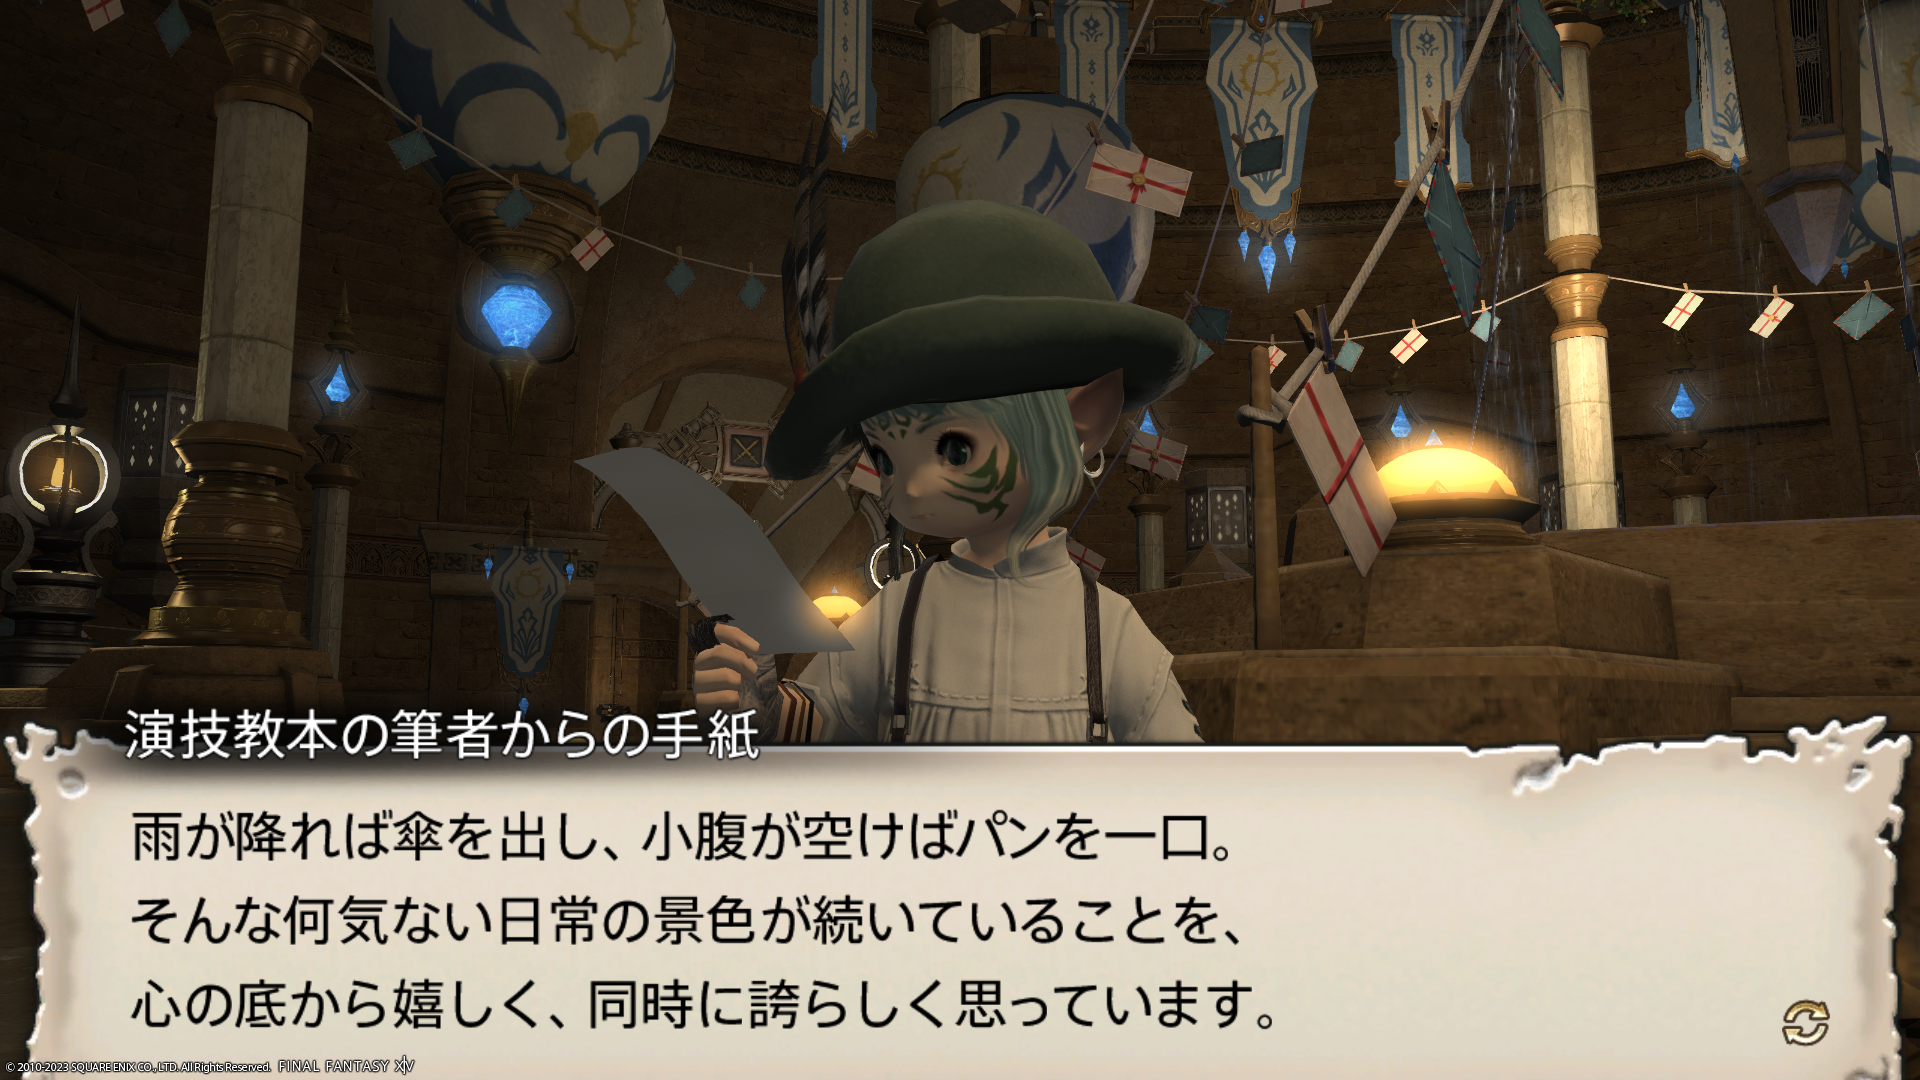 演技教本の筆者からの手紙
雨が降れば傘を出し、小腹が空けばパンを一口。
そんな何気ない日常の景色が続いていることを、
心の底から嬉しく、同時に誇らしく思っています。
© 2010-2023 SQUARE ENIX CO., LTD. All Rights Reserved. FINAL FANTASY XIV